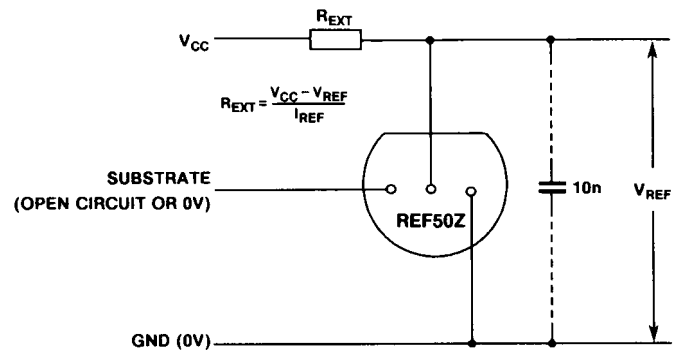 R_EXT
V_CC
R_EXT = V_CC – V_REF / I_REF
SUBSTRATE
(OPEN CIRCUIT OR 0V)
REF50Z
10n
V_REF
GND (0V)